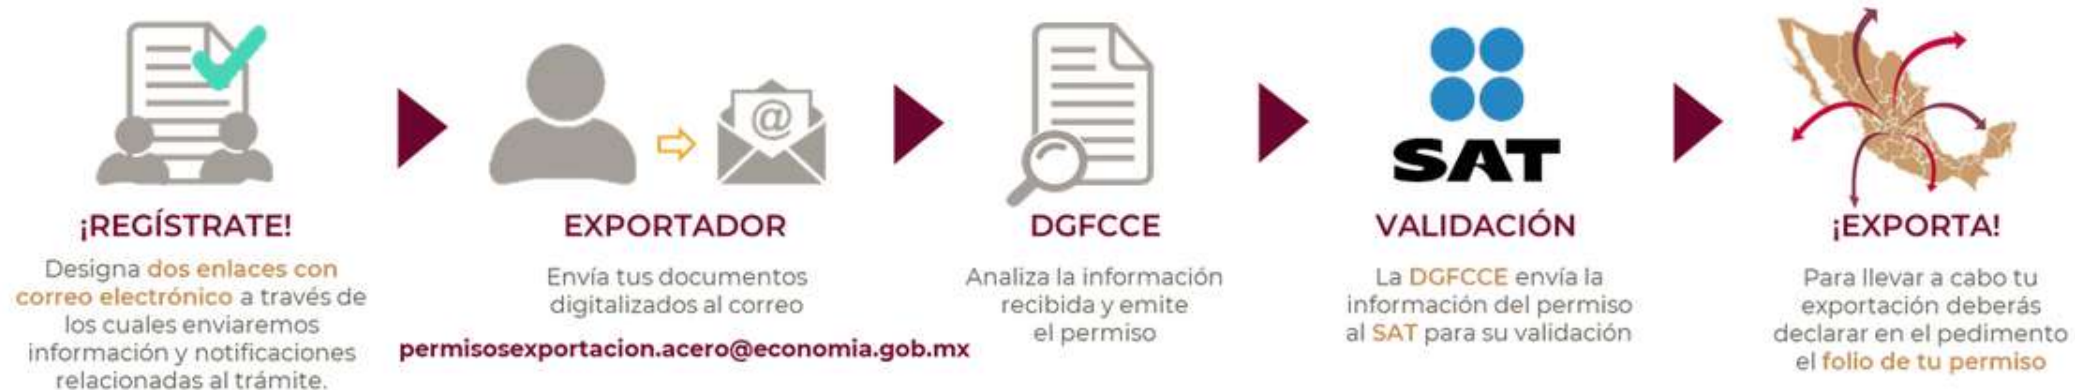 ¡REGÍSTRATE!
Designa dos enlaces con
correo electrónico a través de
los cuales enviaremos
información y notificaciones
relacionadas al trámite.
@
EXPORTADOR
Envía tus documentos
digitalizados al correo
permisosexportacion.acero@economia.gob.mx
DGFCCE
Analiza la información
recibida y emite
el permiso
SAT
VALIDACIÓN
La DGFCCE envía la
información del permiso
al SAT para su validación
¡EXPORTA!
Para llevar a cabo tu
exportación deberás
declarar en el pedimento
el folio de tu permiso